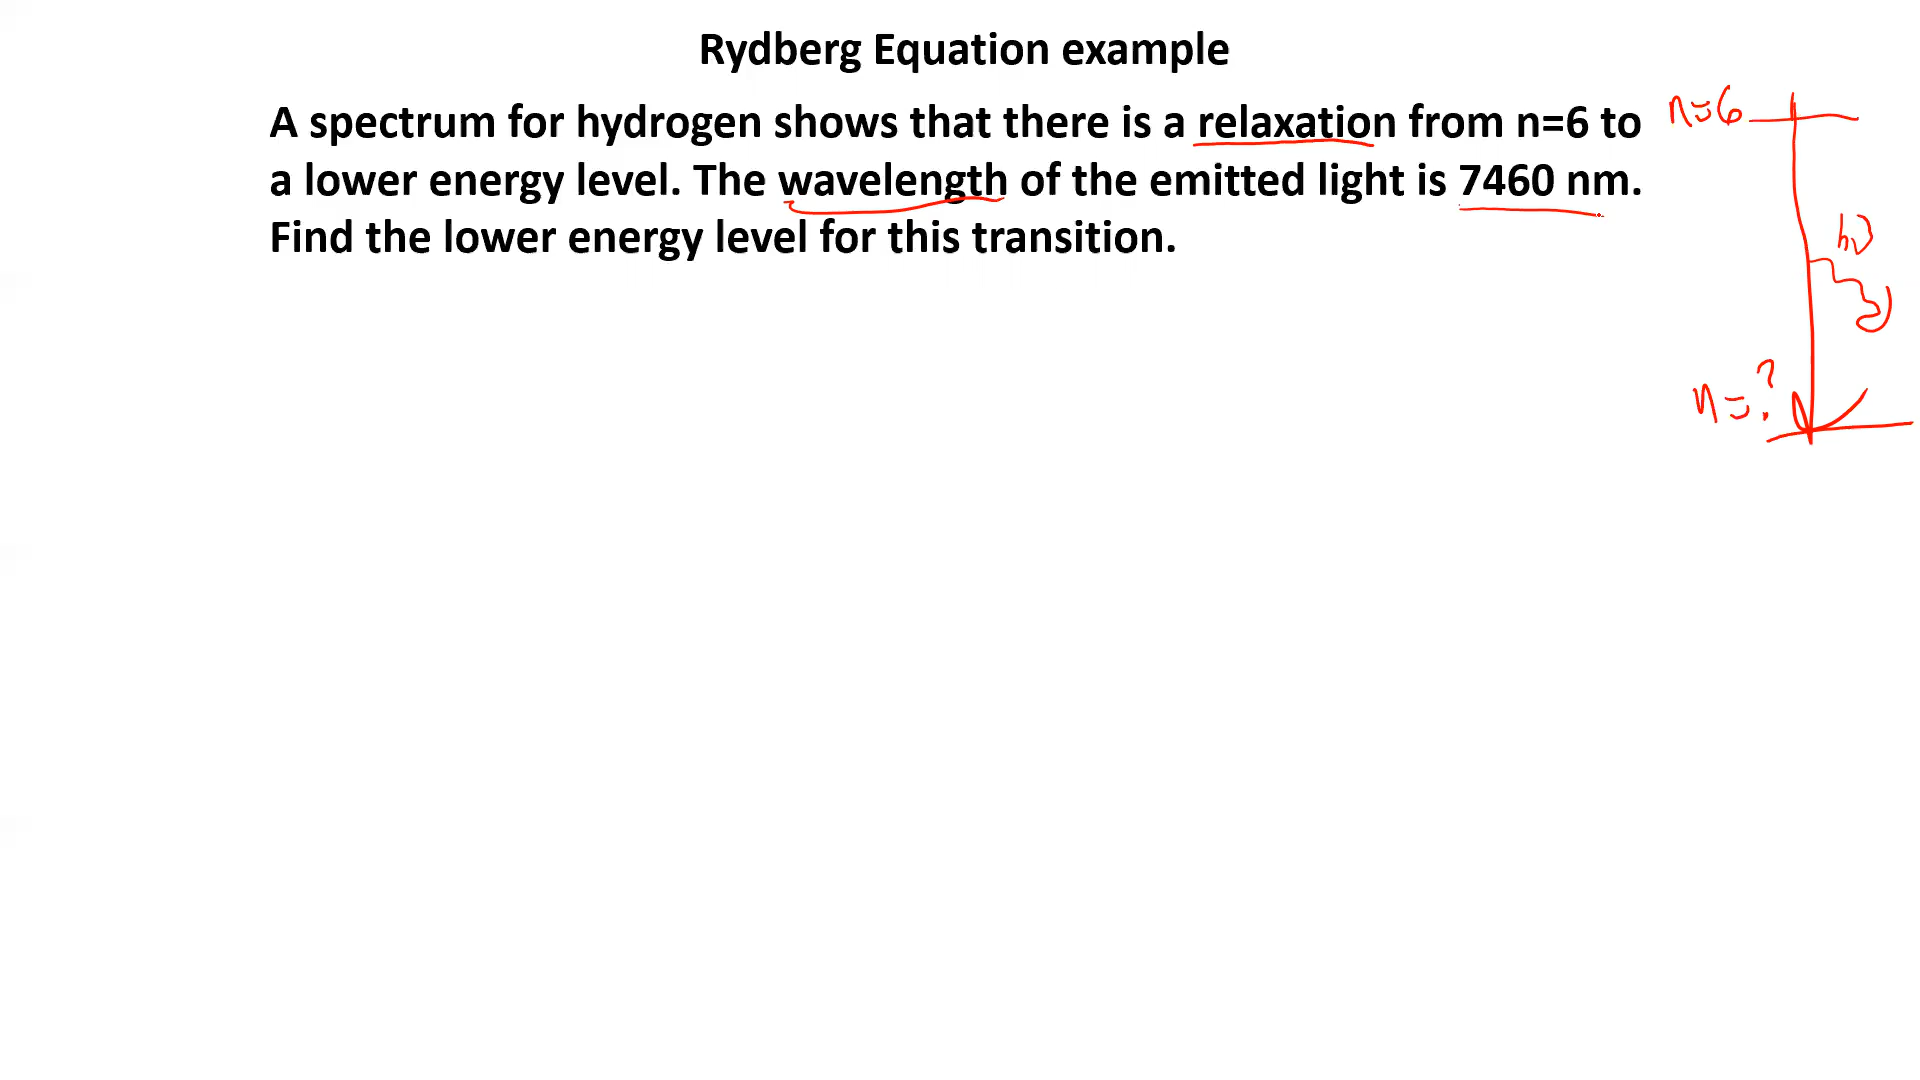 Rydberg Equation example
A spectrum for hydrogen shows that there is a relaxation from n=6 to
a lower energy level. The wavelength of the emitted light is 7460 nm.
Find the lower energy level for this transition.
n=6
hν
n=?